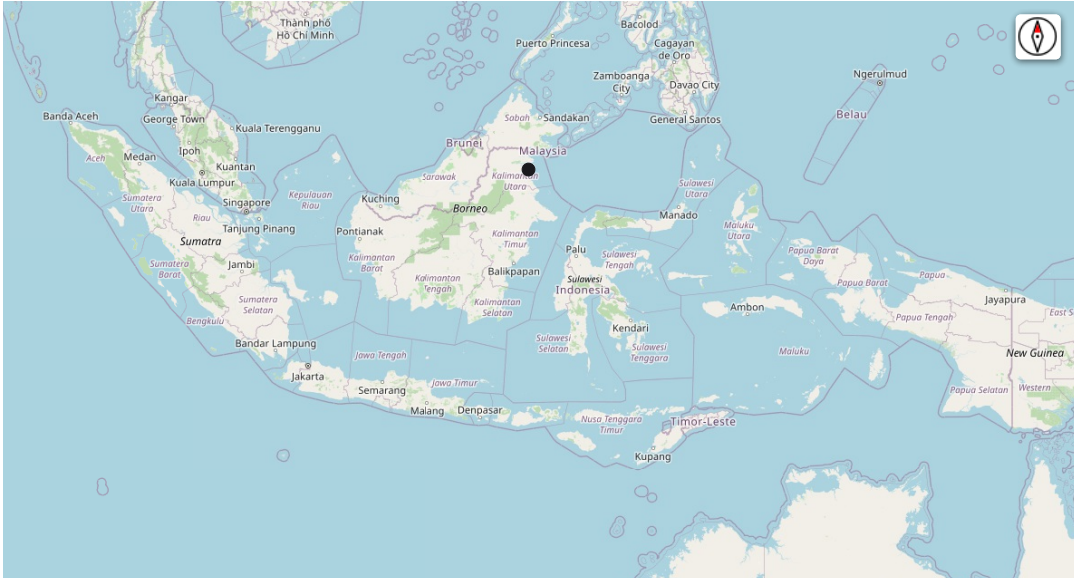 Thành phố
Hồ Chí Minh
Bacolod
Puerto Princesa
Cagayan
de Oro
Zamboanga
City
Davao City
General Santos
Ngerulmud
Belau
Kangar
George Town
Kuala Terengganu
Banda Aceh
Ipoh
Aceh
Medan
Kuantan
Kuala Lumpur
Sabah
Sandakan
Brunei
Malaysia
Sarawak
Kalimantan
Utara
Sumatera
Utara
Kepulauan
Riau
Singapore
Riau
Tanjung Pinang
Kuching
Borneo
Sulawesi
Utara
Manado
Maluku
Utara
Sumatra
Pontianak
Kalimantan
Timur
Sumatera
Barat
Jambi
Kalimantan
Barat
Palu
Sulawesi
Tengah
Papua Barat
Daya
Balikpapan
Kalimantan
Tengah
Sulawesi
Indonesia
Papua Barat
Papua
Jayapura
Sumatera
Selatan
Kalimantan
Selatan
Ambon
Papua Tengah
East S
Bengkulu
Kendari
Bandar Lampung
Jawa Tengah
Sulawesi
Selatan
Sulawesi
Tenggara
Maluku
New Guinea
Jakarta
Semarang
Jawa Timur
Papua Selatan
Western
Malang
Denpasar
Nusa Tenggara
Timur
Timor-Leste
Kupang